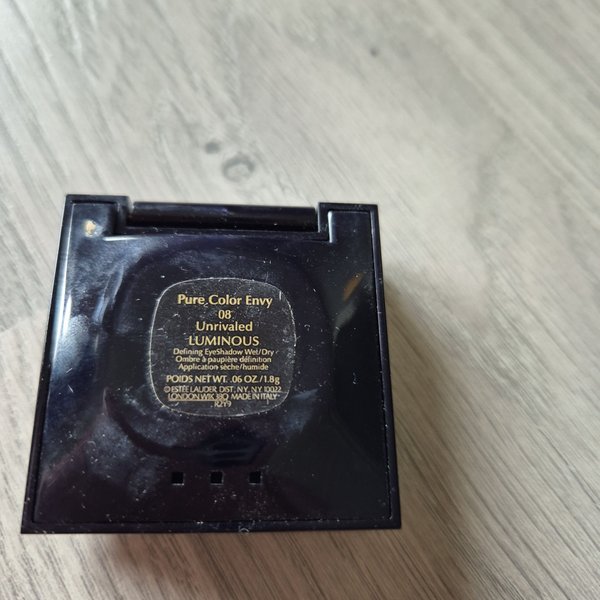 Pure Color Envy
08
Unrivaled
LUMINOUS
Defining EyeShadow Wet/Dry
Ombre à paupière définition
Application sèche/humide
POIDS NET WT. .06 OZ./1.8g
©ESTĒE LAUDER DIST. NY, NY 10022
LONDON W1K 3BQ MADE IN ITALY